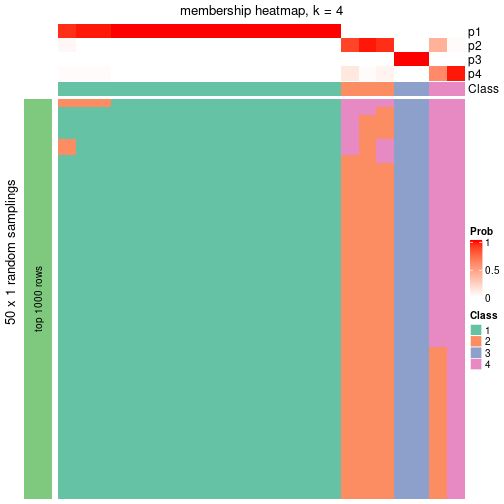 membership heatmap, k = 4
p1
p2
p3
p4
Class
50 x 1 random samplings
top 1000 rows
Prob
1
0.5
0
Class
1
2
3
4